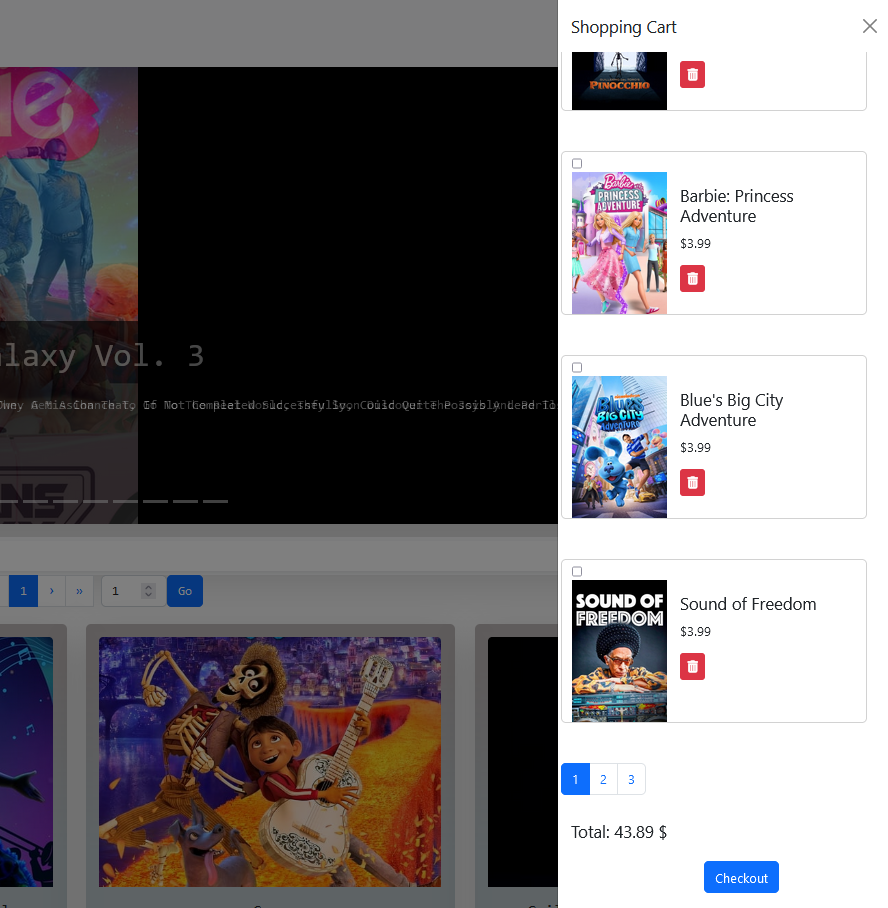 Shopping Cart
PINOCCHIO
Barbie
PRINCESS
ADVENTURE
Barbie: Princess
Adventure
$3.99
alaxy Vol. 3
Blue's
BIG CITY
ADVENTURE
Blue's Big City
Adventure
$3.99
1 › » 1 Go
SOUND OF
FREEDOM
Sound of Freedom
$3.99
1 2 3
Total: 43.89 $
Checkout